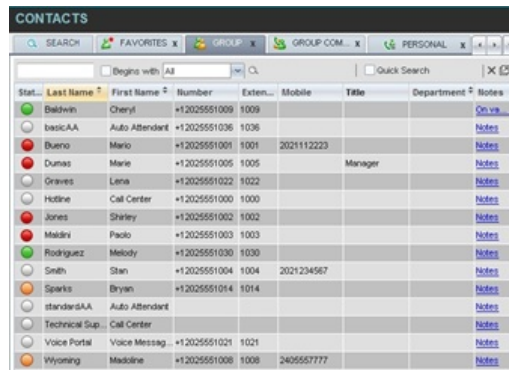 CONTACTS
SEARCH FAVORITES x GROUP x GROUP COM... x PERSONAL x
Begins with All Quick Search
Stat... Last Name First Name Number Exten... Mobile Title Department Notes
Baldwin Cheryl +12025551009 1009 On va...
basicAA Auto Attendant +12025551036 1036 Notes
Bueno Mario +12025551001 1001 2021112223 Notes
Dumas Marie +12025551005 1005 Manager Notes
Graves Lena +12025551022 1022 Notes
Hotline Call Center +12025551000 1000 Notes
Jones Shirley +12025551002 1002 Notes
Maldini Paolo +12025551003 1003 Notes
Rodriguez Melody +12025551030 1030 Notes
Smith Stan +12025551004 1004 2021234567 Notes
Sparks Bryan +12025551014 1014 Notes
standardAA Auto Attendant Notes
Technical Sup... Call Center Notes
Voice Portal Voice Messag... +12025551021 1021 Notes
Wyoming Madoline +12025551008 1008 2405557777 Notes